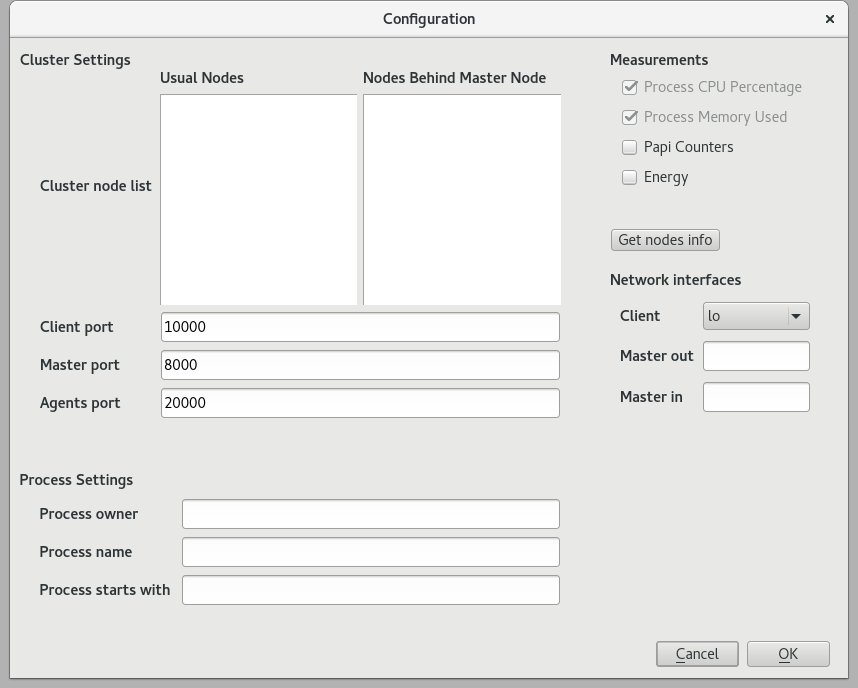 Configuration
Cluster Settings
Usual Nodes
Nodes Behind Master Node
Cluster node list
Client port
10000
Master port
8000
Agents port
20000
Measurements
Process CPU Percentage
Process Memory Used
Papi Counters
Energy
Get nodes info
Network interfaces
Client
lo
Master out
Master in
Process Settings
Process owner
Process name
Process starts with
Cancel
OK